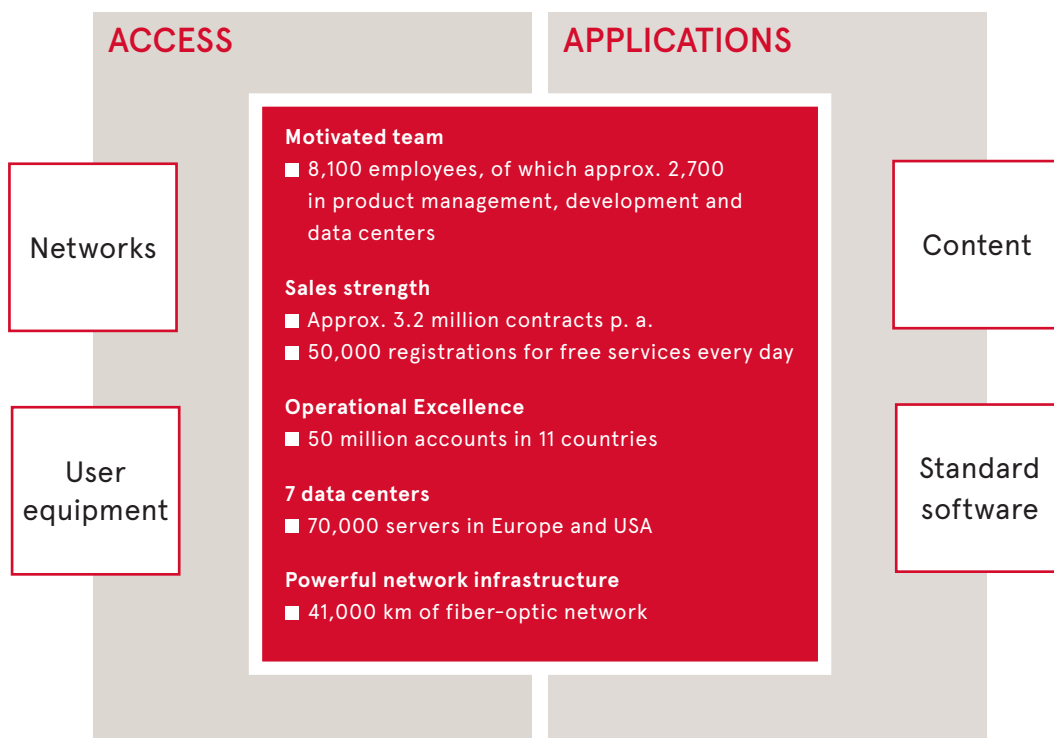 ACCESS
APPLICATIONS
Networks
User
equipment
Motivated team
8,100 employees, of which approx. 2,700
in product management, development and
data centers
Sales strength
Approx. 3.2 million contracts p. a.
50,000 registrations for free services every day
Operational Excellence
50 million accounts in 11 countries
7 data centers
70,000 servers in Europe and USA
Powerful network infrastructure
41,000 km of fiber-optic network
Content
Standard
software